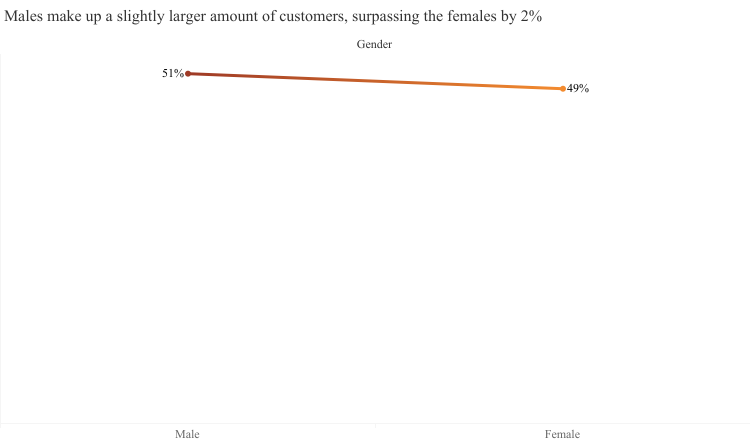 Males make up a slightly larger amount of customers, surpassing the females by 2%
Gender
51%
49%
Male Female